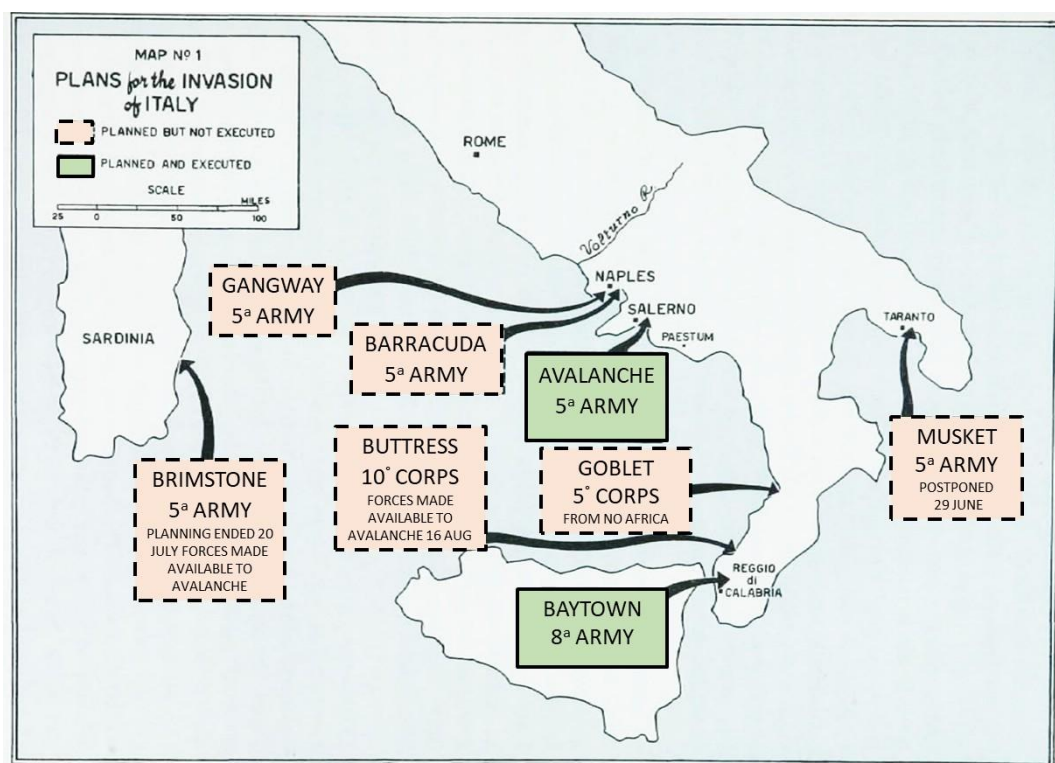 MAP Nº 1
PLANS for the INVASION
of ITALY
PLANNED BUT NOT EXECUTED
PLANNED AND EXECUTED
SCALE
MILES
25 0 50 100
ROME
Volturno R
NAPLES
SALERNO
PAESTUM
TARANTO
SARDINIA
REGGIO
di
CALABRIA
GANGWAY
5ª ARMY
BARRACUDA
5ª ARMY
AVALANCHE
5ª ARMY
BUTTRESS
10° CORPS
FORCES MADE
AVAILABLE TO
AVALANCHE 16 AUG
GOBLET
5° CORPS
FROM NO AFRICA
MUSKET
5ª ARMY
POSTPONED
29 JUNE
BRIMSTONE
5ª ARMY
PLANNING ENDED 20
JULY FORCES MADE
AVAILABLE TO
AVALANCHE
BAYTOWN
8ª ARMY